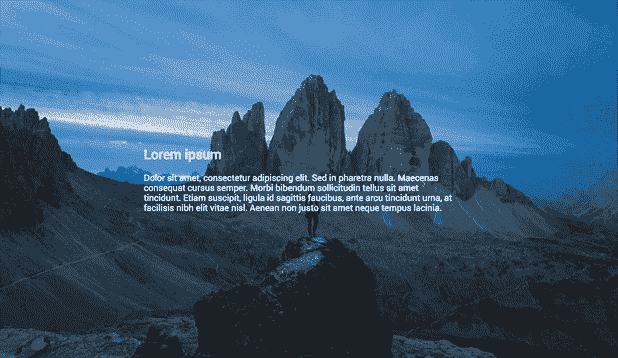 Lorem ipsum
Dolor sit amet, consectetur adipiscing elit. Sed in pharetra nulla. Maecenas
consequat cursus semper. Morbi bibendum sollicitudin tellus sit amet
tincidunt. Etiam suscipit, ligula id sagittis faucibus, ante arcu tincidunt urna, at
facilisis nibh elit vitae nisl. Aenean non justo sit amet neque tempus lacinia.